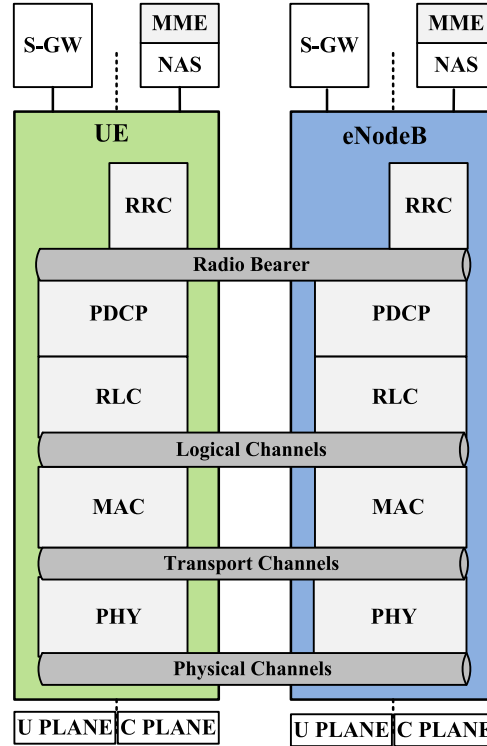 S-GW
MME
NAS
S-GW
MME
NAS
UE
eNodeB
RRC
RRC
Radio Bearer
PDCP
PDCP
RLC
RLC
Logical Channels
MAC
MAC
Transport Channels
PHY
PHY
Physical Channels
U PLANE
C PLANE
U PLANE
C PLANE